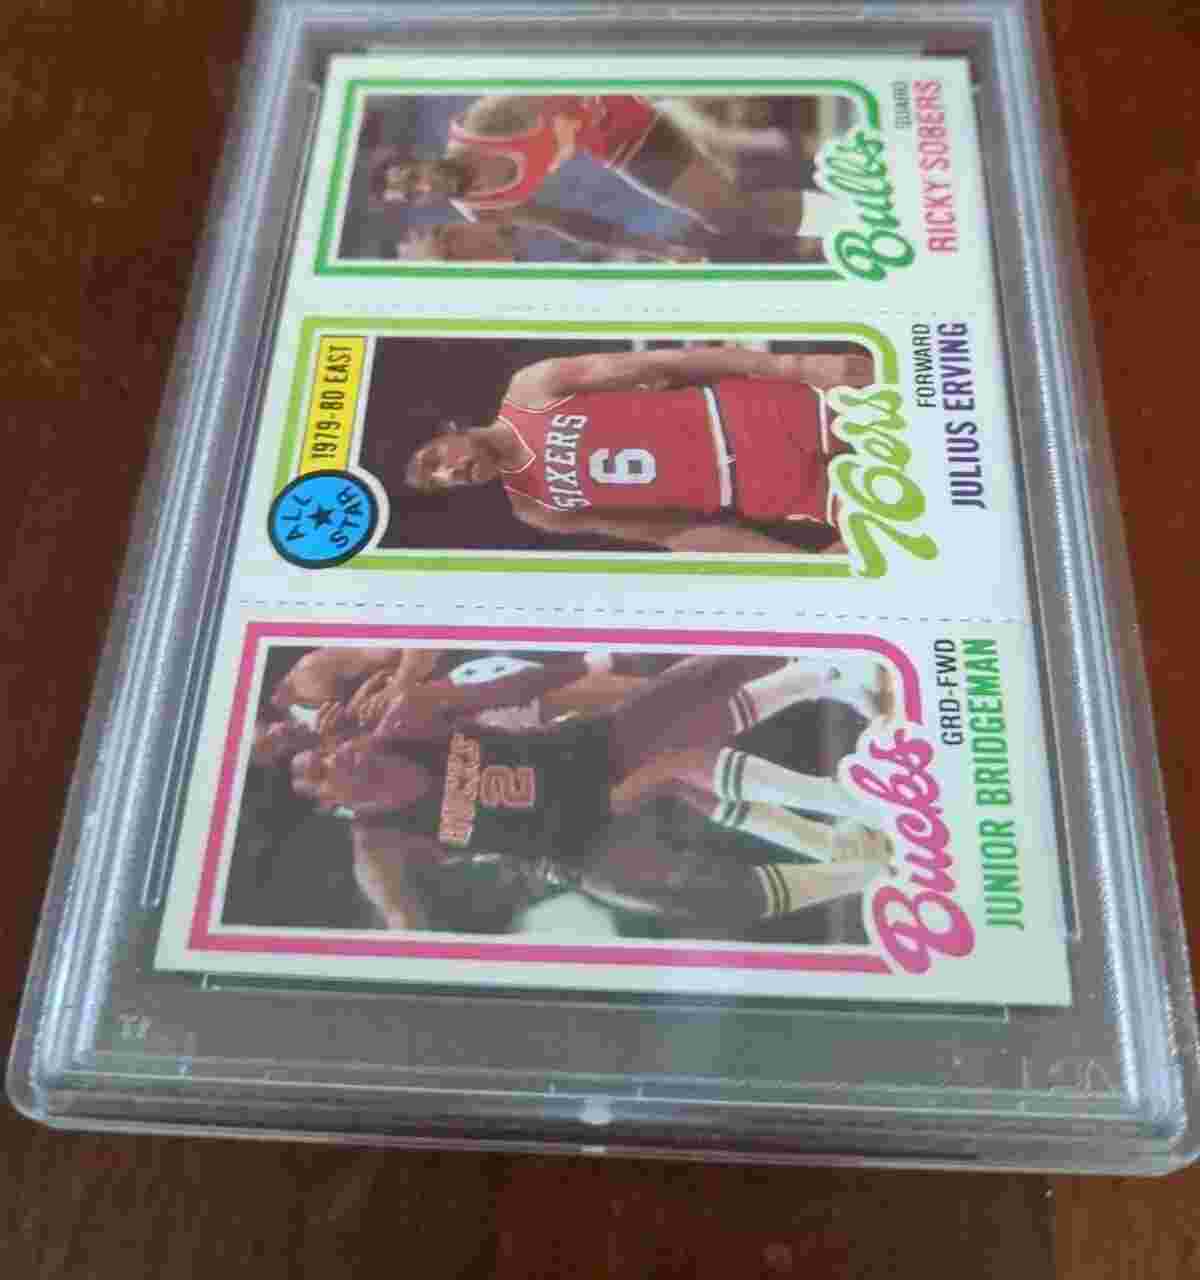 GUARD
RICKY SOBERS
Bulls
1979-80 EAST
ALL
STAR
SIXERS
6
76ers
FORWARD
JULIUS ERVING
BUCKS
2
Bucks
GRD-FWD
JUNIOR BRIDGEMAN